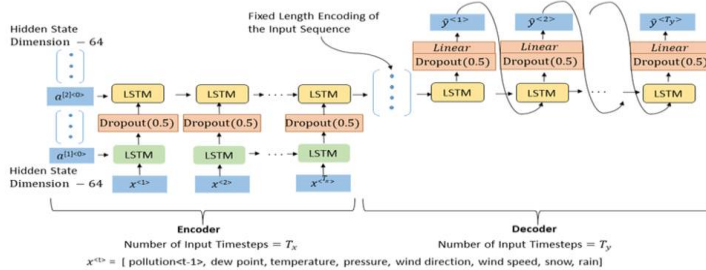 Fixed Length Encoding of
the Input Sequence
ŷ<1>
ŷ<2>
ŷ<Ty>
Hidden State
Dimension – 64
Linear
Linear
Linear
Dropout(0.5)
Dropout(0.5)
Dropout(0.5)
a[2]<0>
LSTM
LSTM
LSTM
LSTM
LSTM
LSTM
Dropout(0.5)
Dropout(0.5)
Dropout(0.5)
a[1]<0>
LSTM
LSTM
LSTM
Hidden State
Dimension – 64
x<1>
x<2>
x<Tx>
Encoder
Decoder
Number of Input Timesteps = Tx
Number of Input Timesteps = Ty
x<t> = [ pollution<t-1>, dew point, temperature, pressure, wind direction, wind speed, snow, rain]